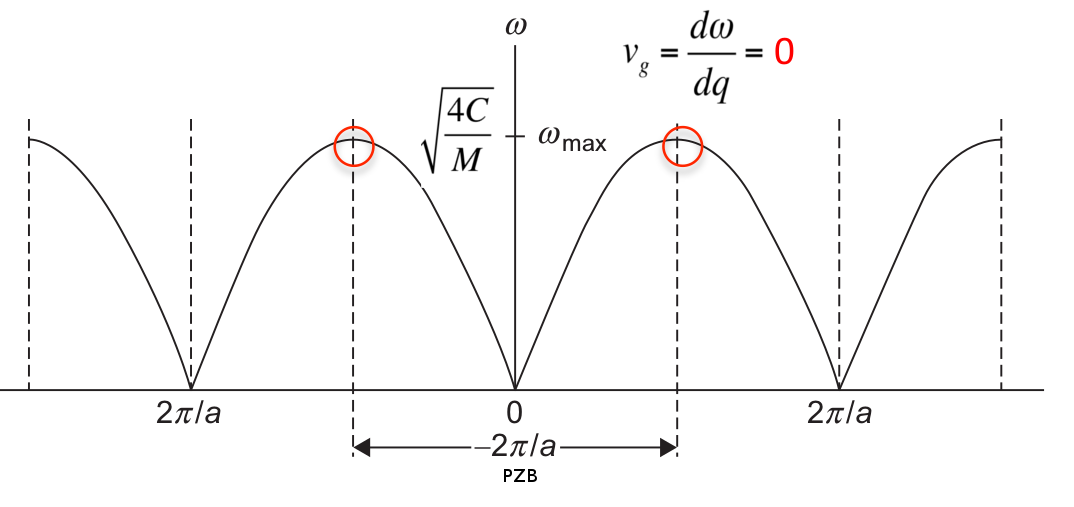 ω
v_g = dω/dq = 0
√(4C/M)
ω_max
2π/a
0
2π/a
–2π/a
PZB